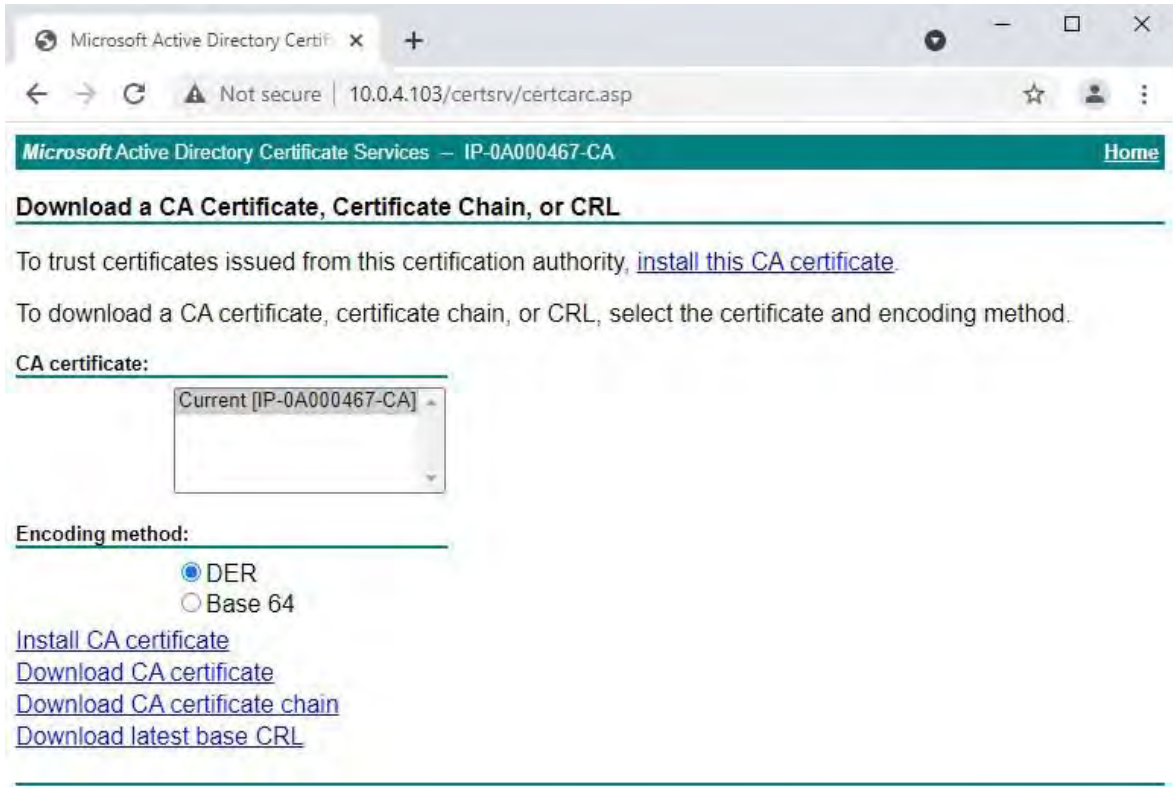 Microsoft Active Directory Certif
Not secure | 10.0.4.103/certsrv/certcarc.asp
Microsoft Active Directory Certificate Services – IP-0A000467-CA Home
Download a CA Certificate, Certificate Chain, or CRL
To trust certificates issued from this certification authority, install this CA certificate.
To download a CA certificate, certificate chain, or CRL, select the certificate and encoding method.
CA certificate:
Current [IP-0A000467-CA]
Encoding method:
DER
Base 64
Install CA certificate
Download CA certificate
Download CA certificate chain
Download latest base CRL